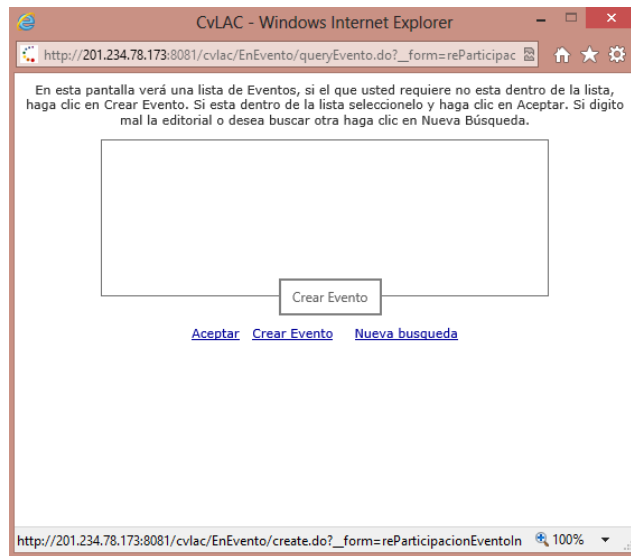 CvLAC - Windows Internet Explorer
http://201.234.78.173:8081/cvlac/EnEvento/queryEvento.do?__form=reParticipac
En esta pantalla verá una lista de Eventos, si el que usted requiere no esta dentro de la lista,
haga clic en Crear Evento. Si esta dentro de la lista seleccionelo y haga clic en Aceptar. Si digito
mal la editorial o desea buscar otra haga clic en Nueva Búsqueda.
Crear Evento
Aceptar Crear Evento Nueva busqueda
http://201.234.78.173:8081/cvlac/EnEvento/create.do?__form=reParticipacionEventoIn 100%